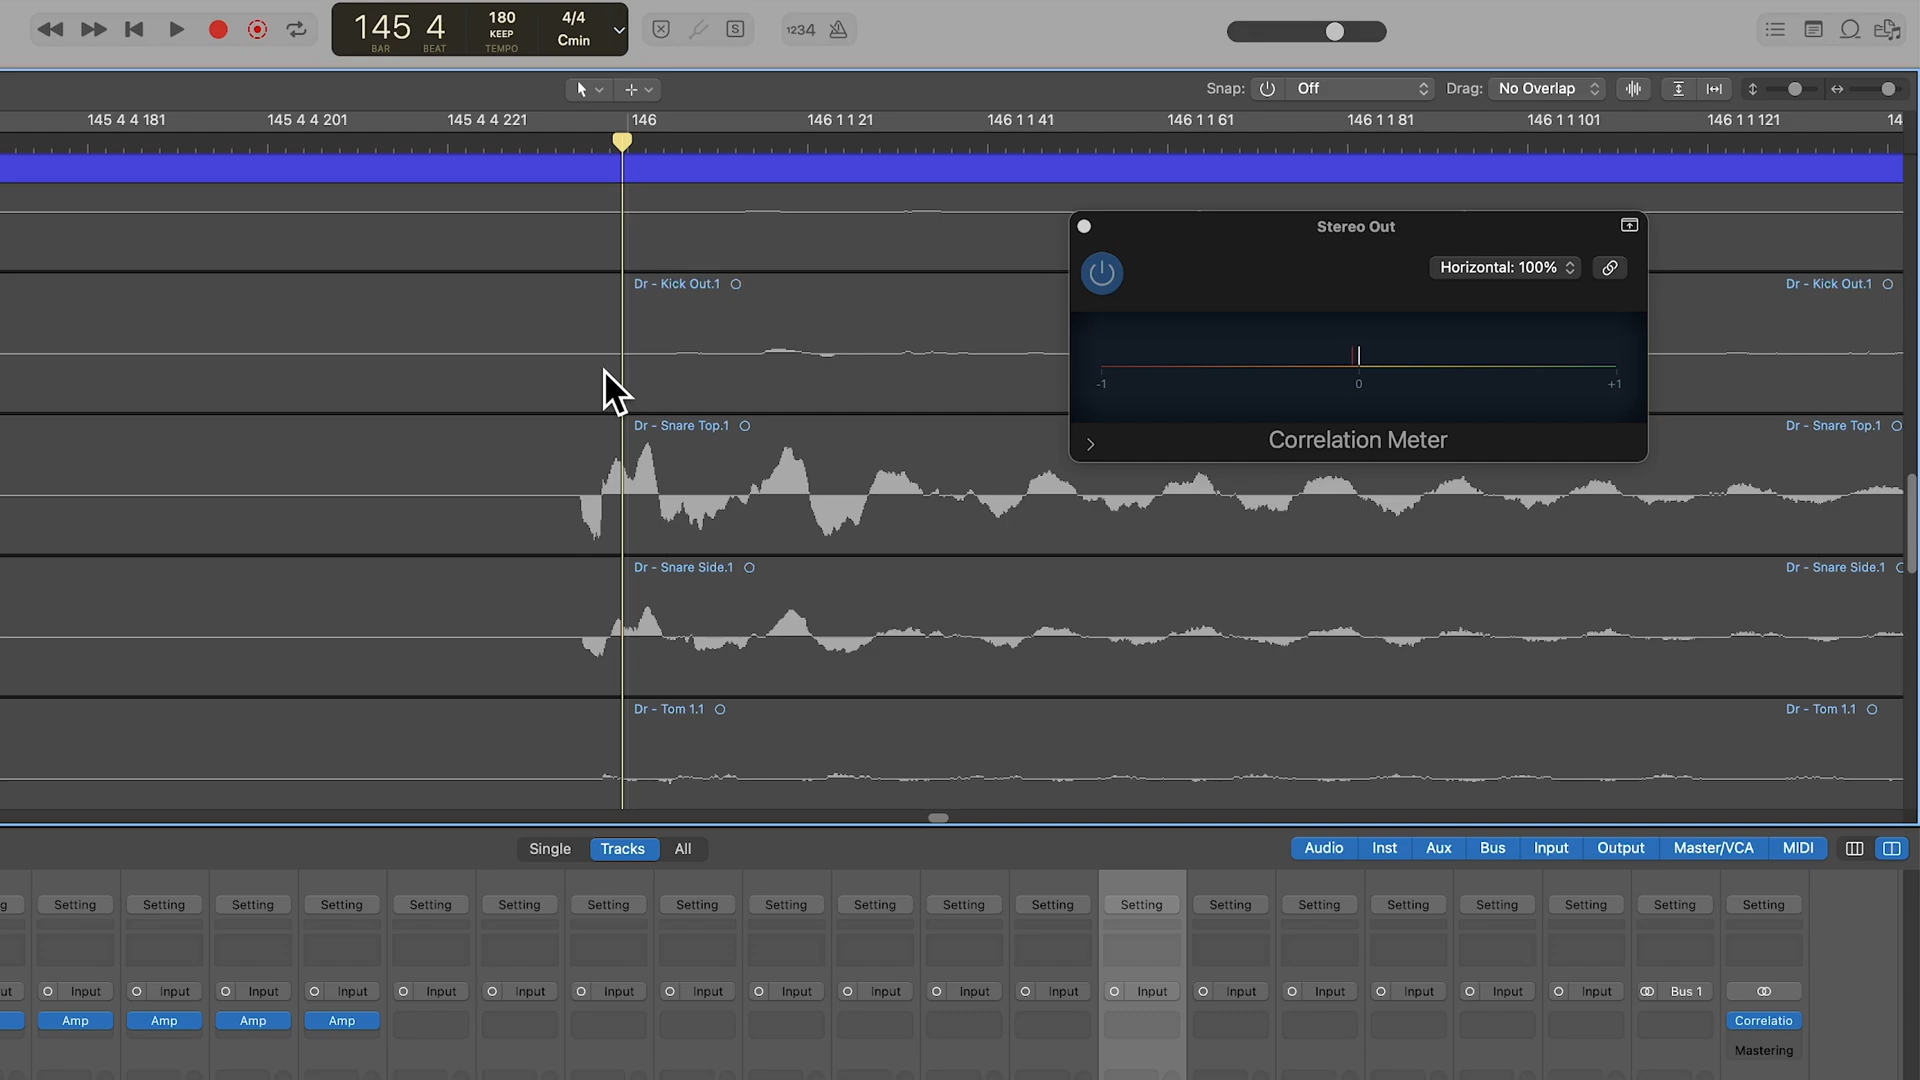 145 4
BAR BEAT
180
KEEP
TEMPO
4/4
Cmin
S
1234
Snap: Off
Drag: No Overlap
145 4 4 181 145 4 4 201 145 4 4 221 146 146 1 1 21 146 1 1 41 146 1 1 61 146 1 1 81 146 1 1 101 146 1 1 121 14
Stereo Out
Horizontal: 100%
-1 0 +1
Correlation Meter
Dr - Kick Out.1 Dr - Kick Out.1
Dr - Snare Top.1 Dr - Snare Top.1
Dr - Snare Side.1 Dr - Snare Side.1
Dr - Tom 1.1 Dr - Tom 1.1
Single Tracks All
Audio Inst Aux Bus Input Output Master/VCA MIDI
g Setting Setting Setting Setting Setting Setting Setting Setting Setting Setting Setting Setting Setting Setting Setting Setting Setting Setting Setting Setting
ut Input Input Input Input Input Input Input Input Input Input Input Input Input Input Input Input Input Input Bus 1
Amp Amp Amp Amp Correlatio
Mastering